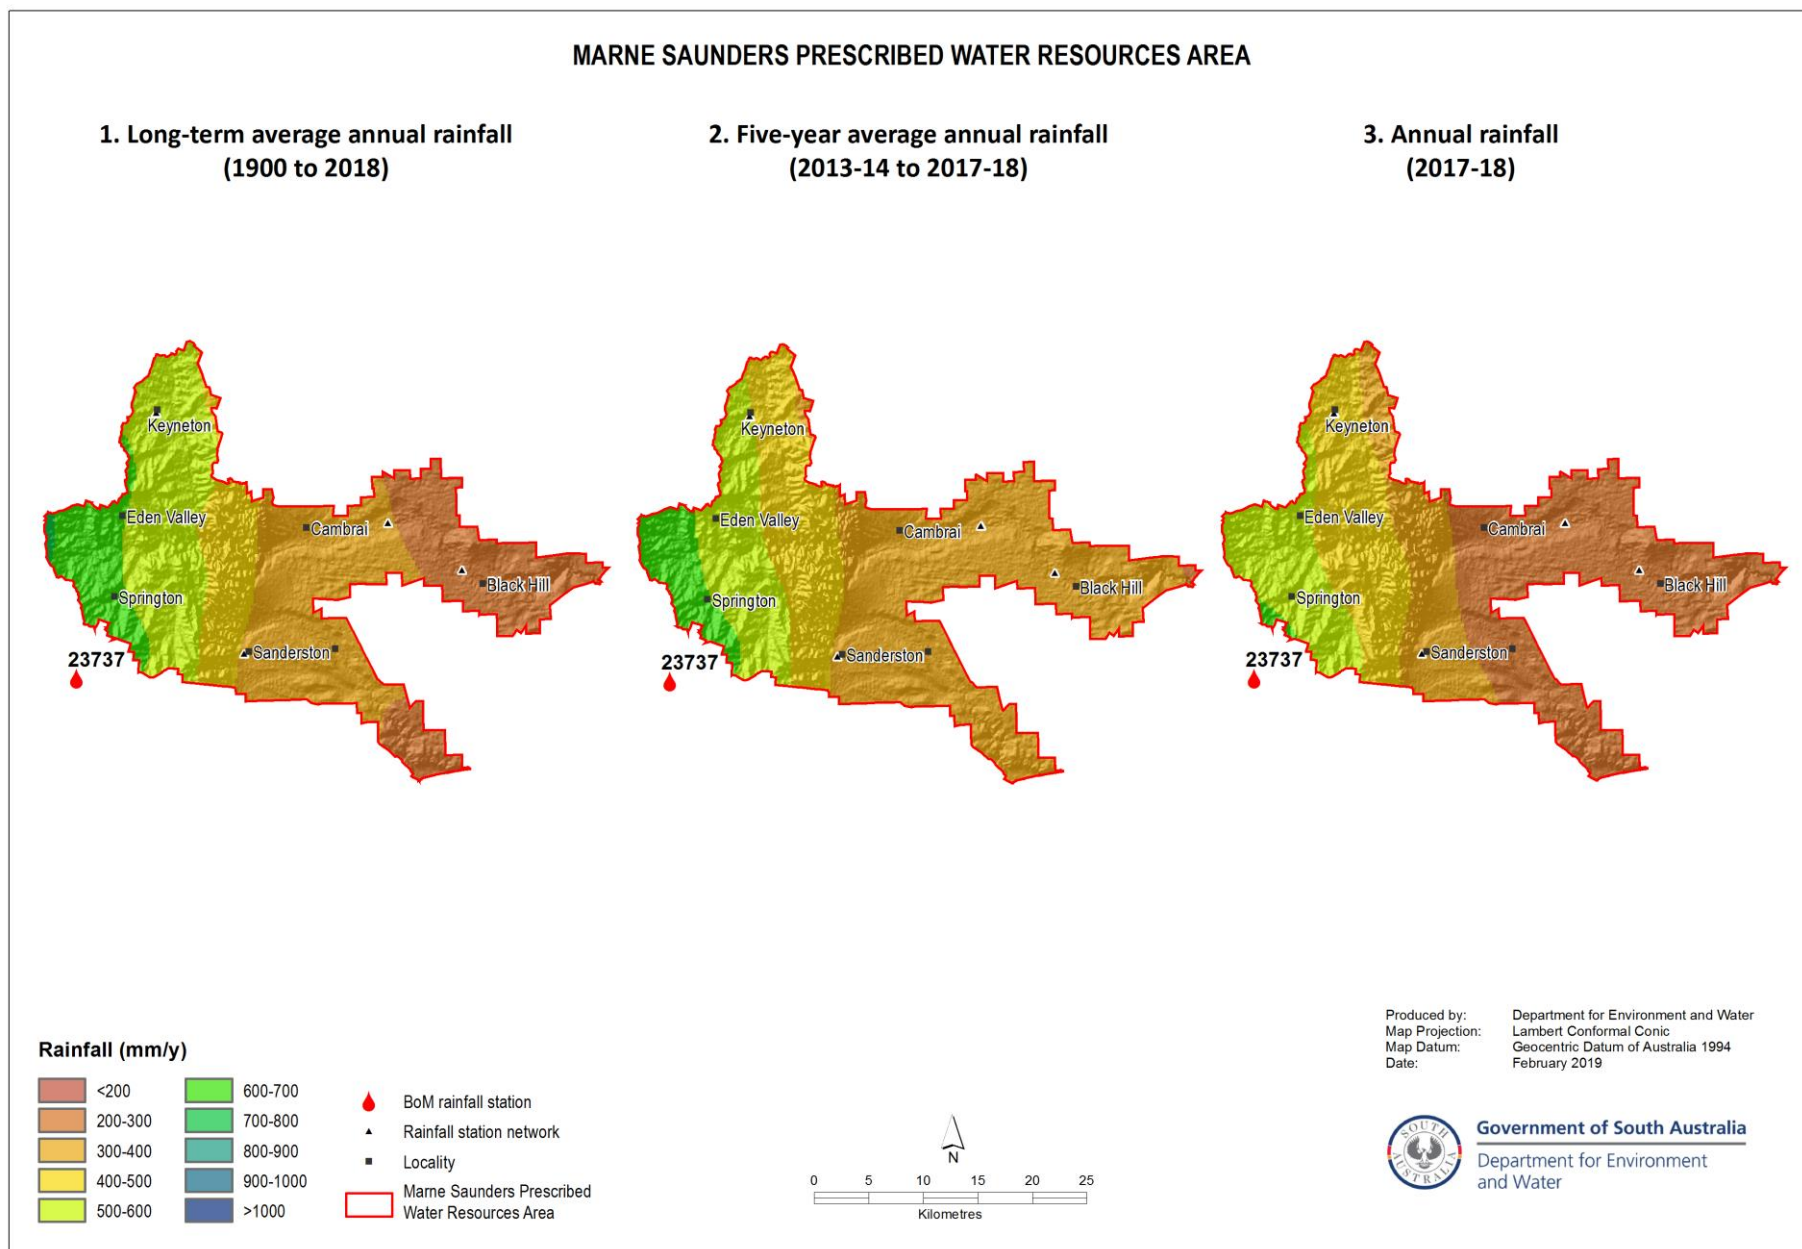 MARNE SAUNDERS PRESCRIBED WATER RESOURCES AREA
1. Long-term average annual rainfall
(1900 to 2018)
2. Five-year average annual rainfall
(2013-14 to 2017-18)
3. Annual rainfall
(2017-18)
Keyneton
Eden Valley
Cambrai
Black Hill
Springton
Sanderston
23737
Keyneton
Eden Valley
Cambrai
Black Hill
Springton
Sanderston
23737
Keyneton
Eden Valley
Cambrai
Black Hill
Springton
Sanderston
23737
Rainfall (mm/y)
<200
200-300
300-400
400-500
500-600
600-700
700-800
800-900
900-1000
>1000
BoM rainfall station
Rainfall station network
Locality
Marne Saunders Prescribed
Water Resources Area
N
0 5 10 15 20 25
Kilometres
Produced by: Department for Environment and Water
Map Projection: Lambert Conformal Conic
Map Datum: Geocentric Datum of Australia 1994
Date: February 2019
SOUTH
AUSTRALIA
Government of South Australia
Department for Environment
and Water